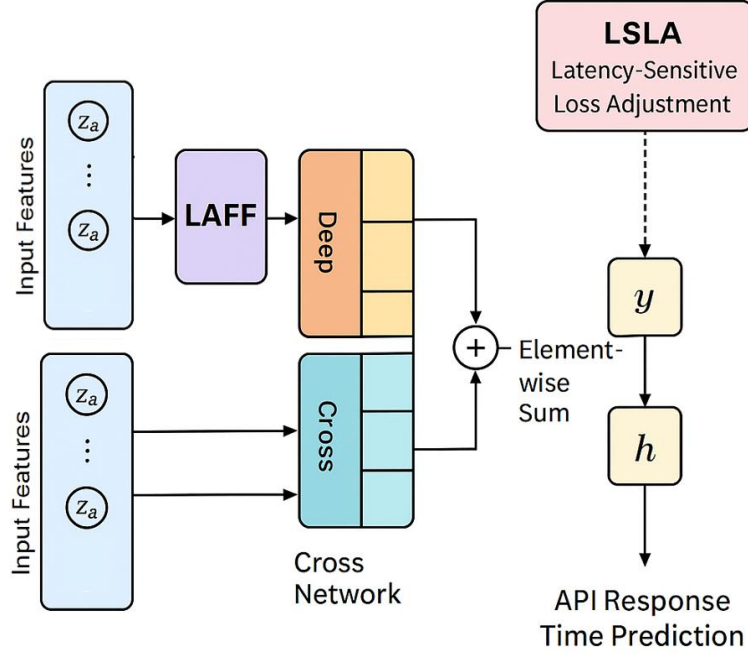 LSLA
Latency-Sensitive
Loss Adjustment
Input Features
z_a
⋮
z_a
LAFF
Deep
+
Element-
wise
Sum
y
Input Features
z_a
⋮
z_a
Cross
h
Cross
Network
API Response
Time Prediction